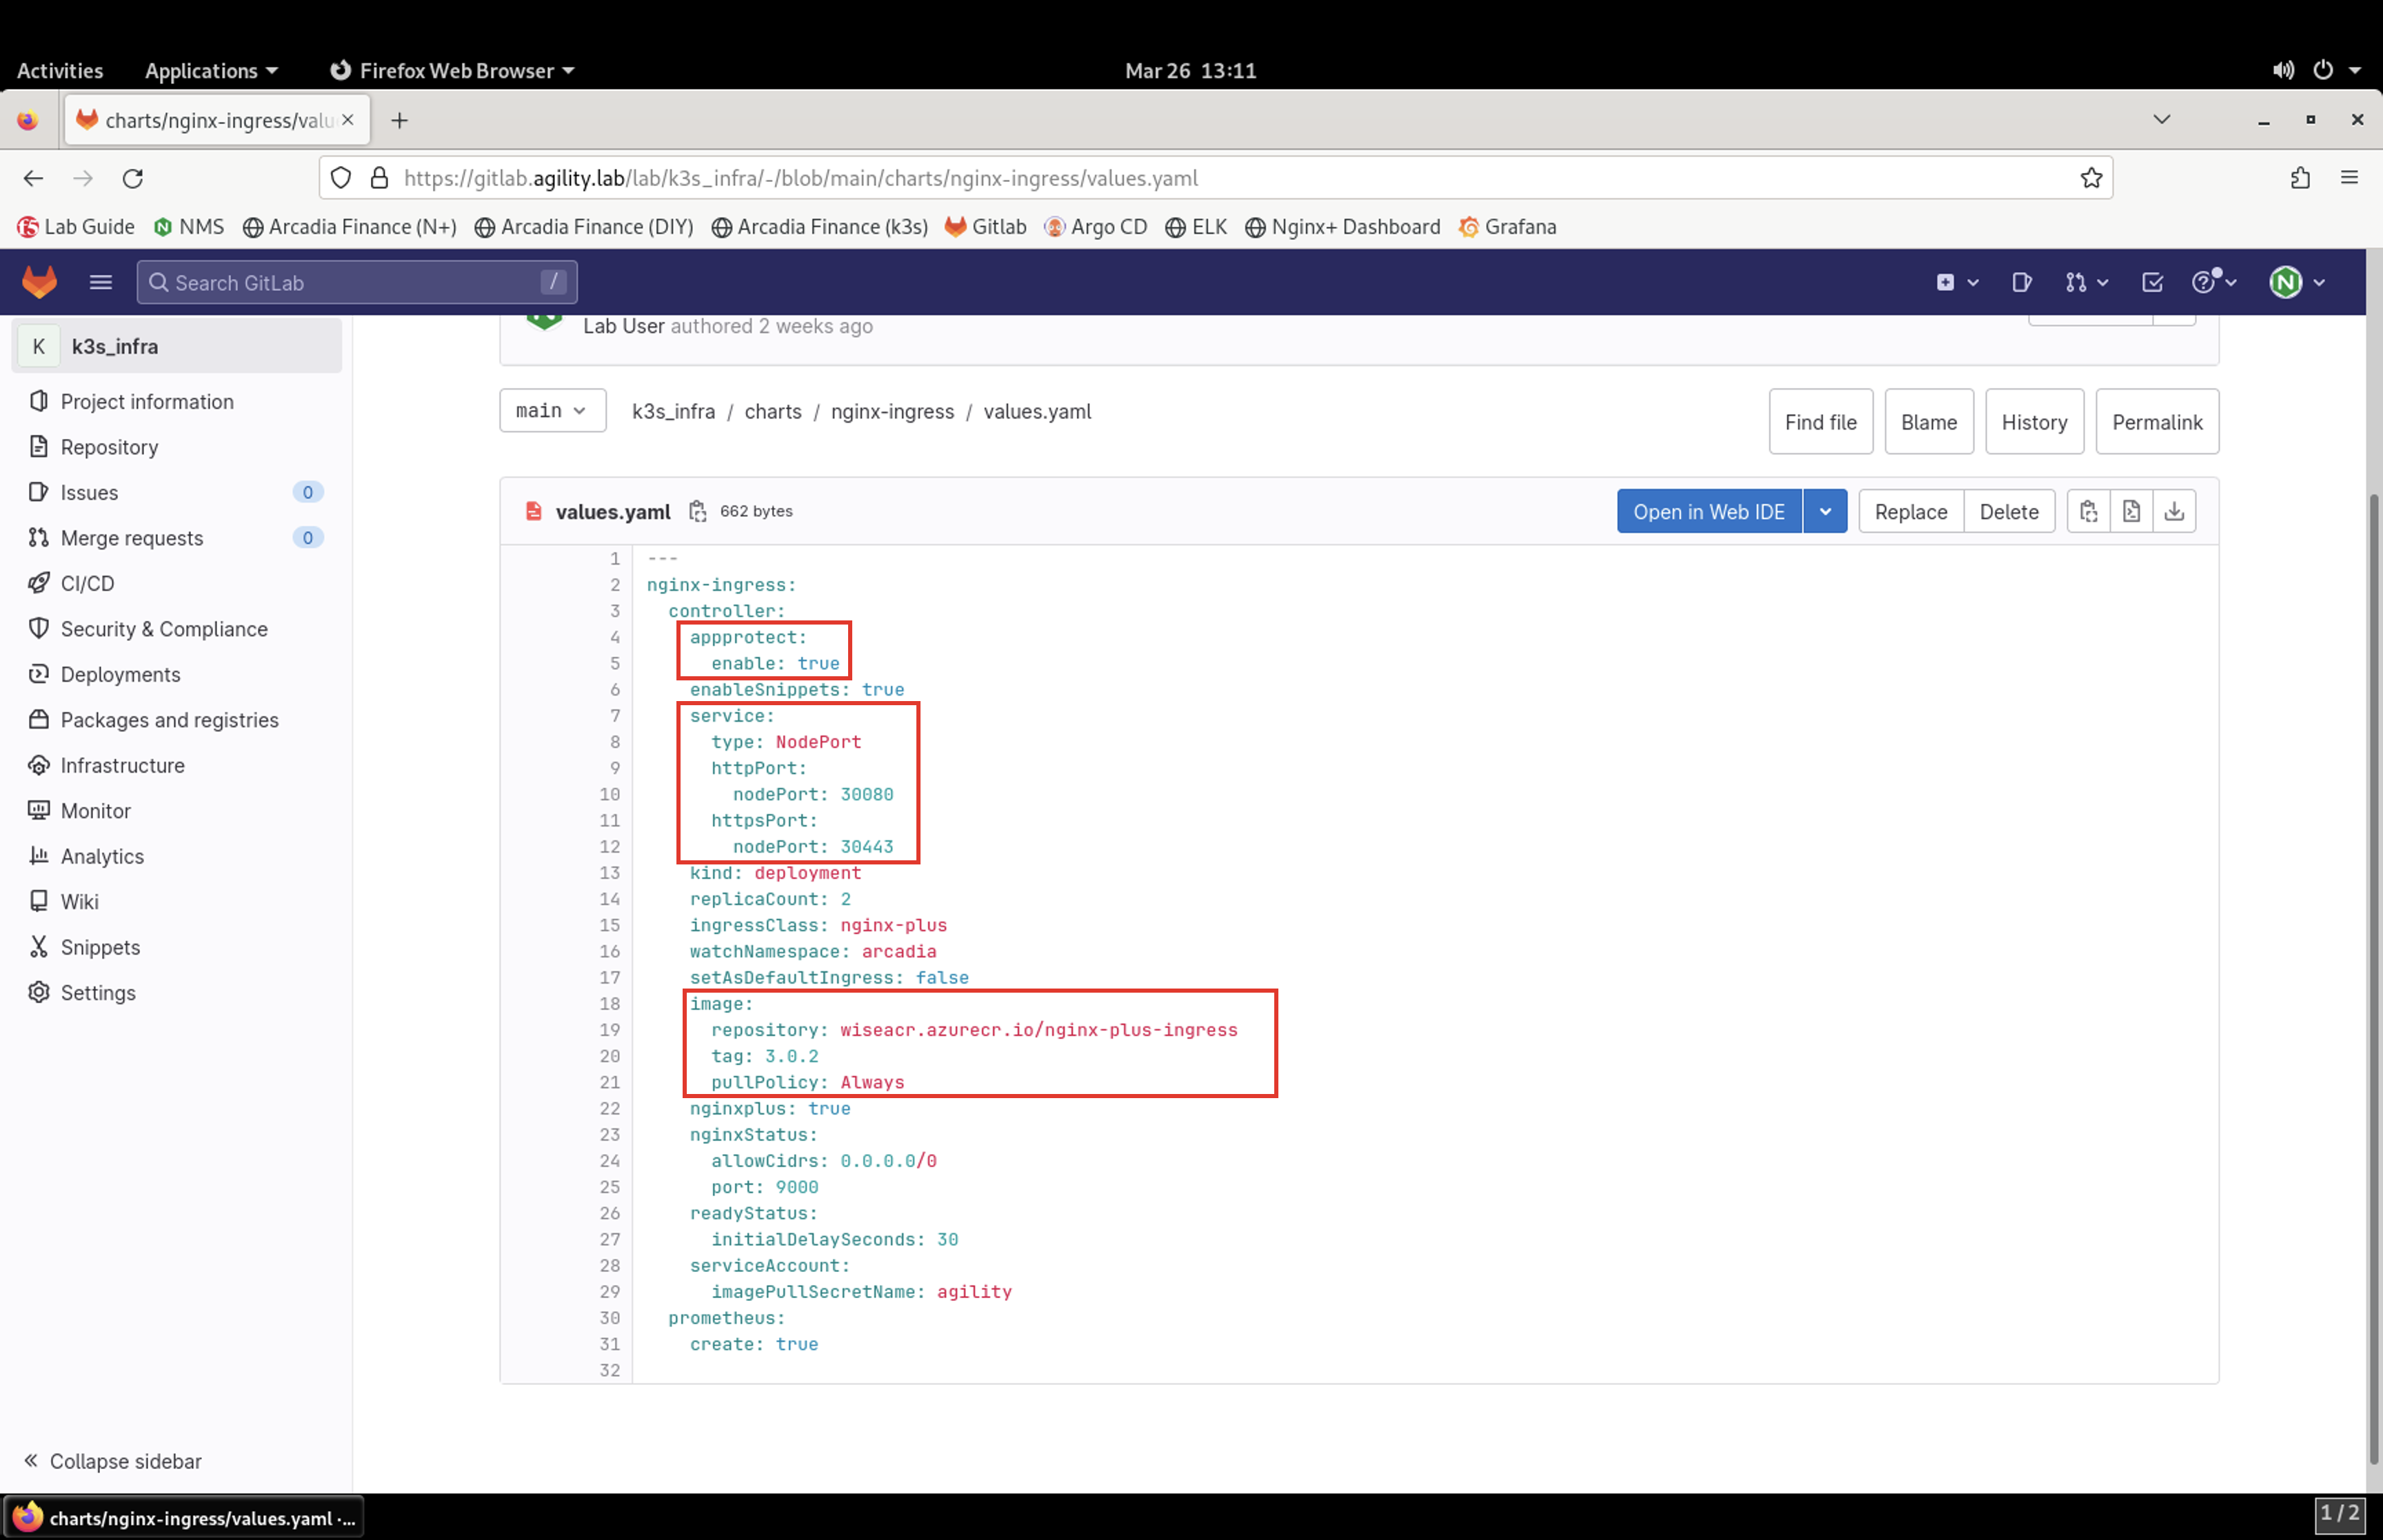 Activities Applications Firefox Web Browser Mar 26 13:11
charts/nginx-ingress/valu
https://gitlab.agility.lab/lab/k3s_infra/-/blob/main/charts/nginx-ingress/values.yaml
Lab Guide NMS Arcadia Finance (N+) Arcadia Finance (DIY) Arcadia Finance (k3s) Gitlab Argo CD ELK Nginx+ Dashboard Grafana
Search GitLab /
K k3s_infra
Project information
Repository
Issues 0
Merge requests 0
CI/CD
Security & Compliance
Deployments
Packages and registries
Infrastructure
Monitor
Analytics
Wiki
Snippets
Settings
Collapse sidebar
Lab User authored 2 weeks ago
main k3s_infra / charts / nginx-ingress / values.yaml Find file Blame History Permalink
values.yaml 662 bytes Open in Web IDE Replace Delete
1 ---
2 nginx-ingress:
3   controller:
4     appprotect:
5       enable: true
6     enableSnippets: true
7     service:
8       type: NodePort
9       httpPort:
10         nodePort: 30080
11       httpsPort:
12         nodePort: 30443
13     kind: deployment
14     replicaCount: 2
15     ingressClass: nginx-plus
16     watchNamespace: arcadia
17     setAsDefaultIngress: false
18     image:
19       repository: wiseacr.azurecr.io/nginx-plus-ingress
20       tag: 3.0.2
21       pullPolicy: Always
22     nginxplus: true
23     nginxStatus:
24       allowCidrs: 0.0.0.0/0
25       port: 9000
26     readyStatus:
27       initialDelaySeconds: 30
28     serviceAccount:
29       imagePullSecretName: agility
30   prometheus:
31     create: true
32
charts/nginx-ingress/values.yaml ·... 1 / 2